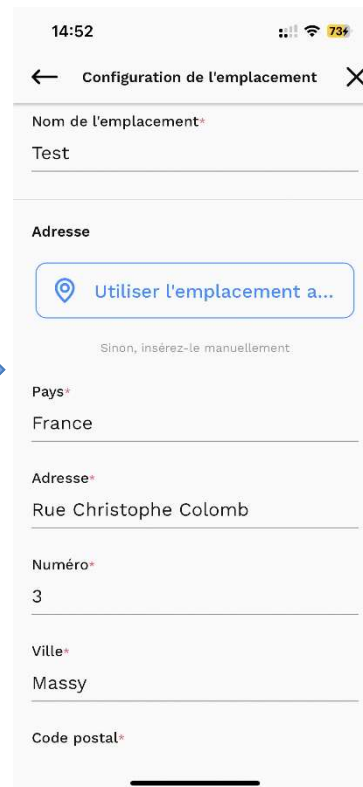 14:52
73
Configuration de l'emplacement
Nom de l'emplacement*
Test
Adresse
Utiliser l'emplacement a...
Sinon, insérez-le manuellement
Pays*
France
Adresse*
Rue Christophe Colomb
Numéro*
3
Ville*
Massy
Code postal*